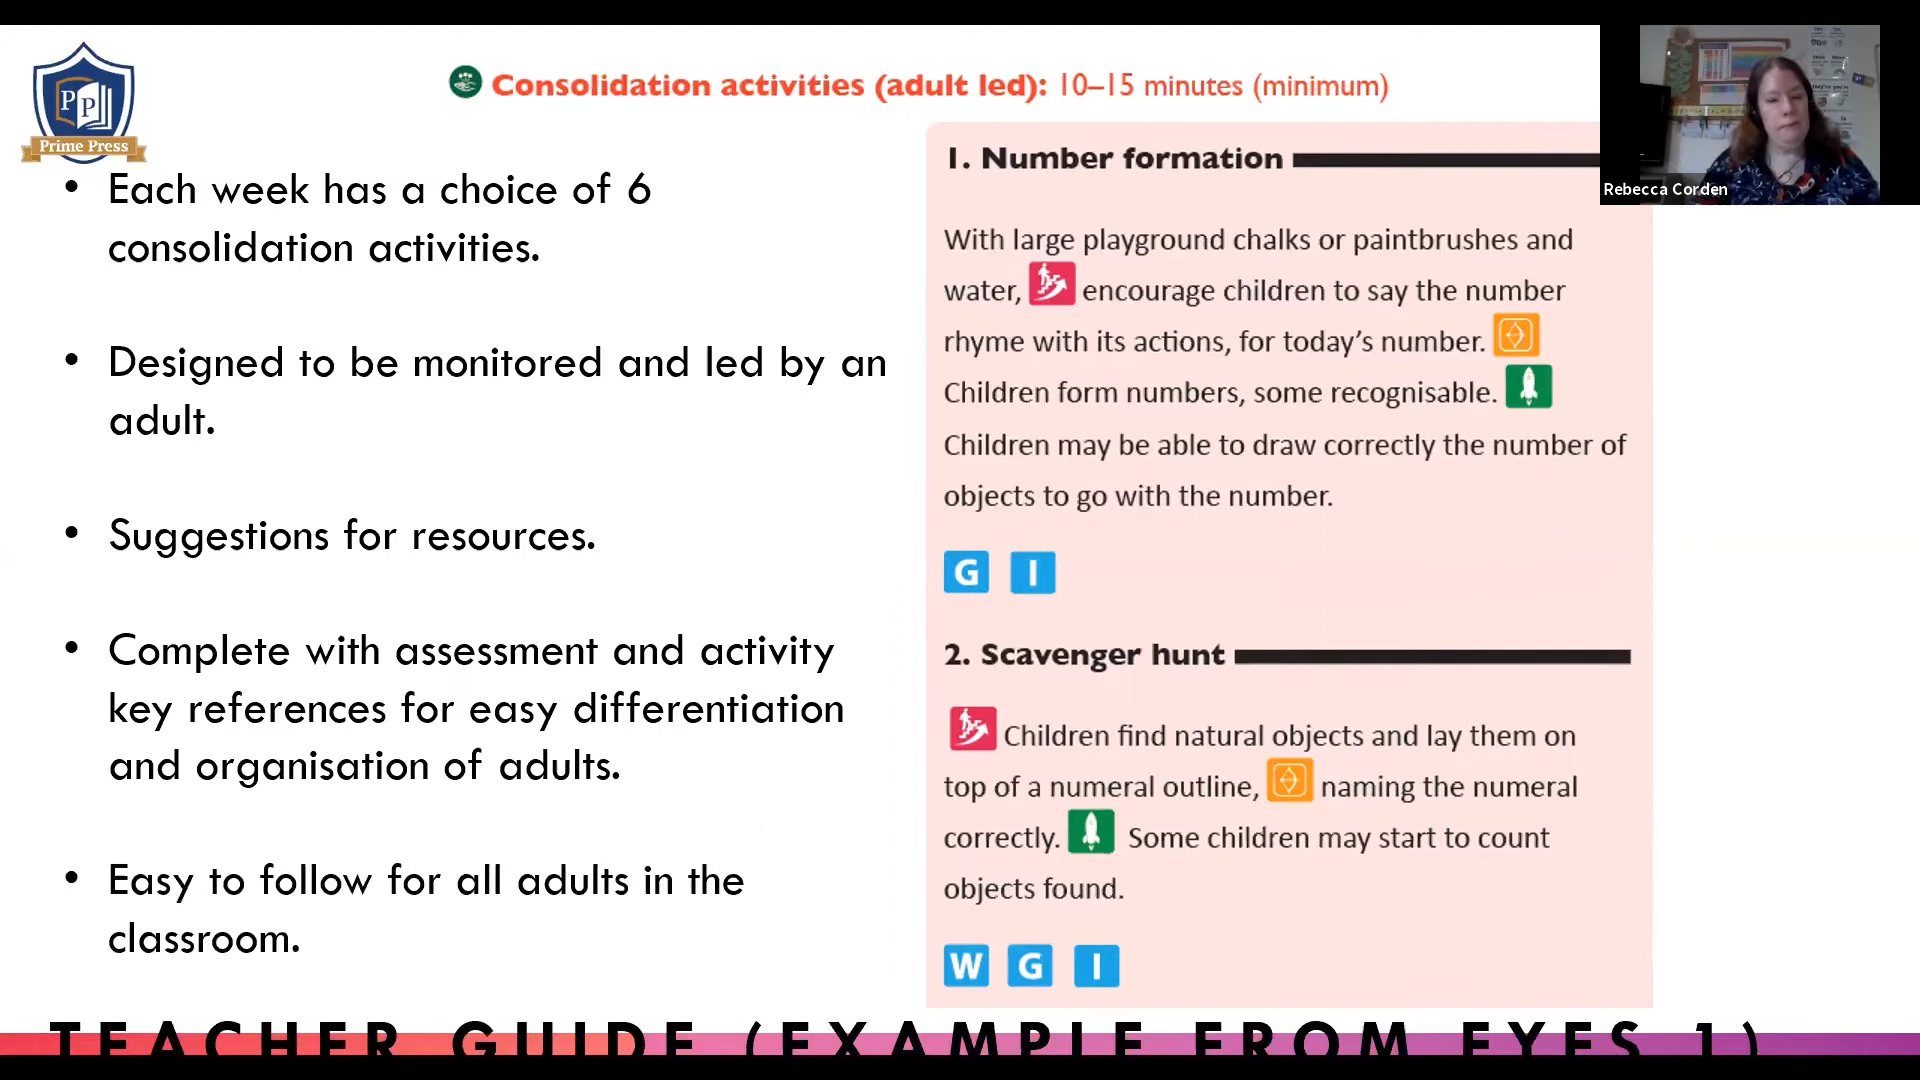 PP
Prime Press
Consolidation activities (adult led): 10–15 minutes (minimum)
Rebecca Corden
• Each week has a choice of 6
consolidation activities.
• Designed to be monitored and led by an
adult.
• Suggestions for resources.
• Complete with assessment and activity
key references for easy differentiation
and organisation of adults.
• Easy to follow for all adults in the
classroom.
1. Number formation
With large playground chalks or paintbrushes and
water, encourage children to say the number
rhyme with its actions, for today’s number.
Children form numbers, some recognisable.
Children may be able to draw correctly the number of
objects to go with the number.
G I
2. Scavenger hunt
Children find natural objects and lay them on
top of a numeral outline, naming the numeral
correctly. Some children may start to count
objects found.
W G I
TEACHER GUIDE (EXAMPLE FROM EYES 1)